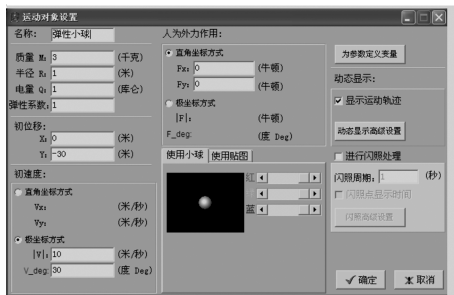 运动对象设置
名称: 弹性小球
质量 M: 3 (千克)
半径 R: 1 (米)
电量 Q: 1 (库仑)
弹性系数: 1
初位移:
X: 0 (米)
Y: -30 (米)
初速度:
直角坐标方式
Vx: (米/秒)
Vy: (米/秒)
极坐标方式
|V|: 10 (米/秒)
V_deg: 30 (度 Deg)
人为外力作用:
直角坐标方式
Fx: 0 (牛顿)
Fy: 0 (牛顿)
极坐标方式
|F|: (牛顿)
F_deg: (度 Deg)
使用小球 使用贴图
红
蓝
为参数定义变量
动态显示:
显示运动轨迹
动态显示高级设置
进行闪照处理
闪照周期: 1 (秒)
闪照点显示时间
闪照高级设置
确定 取消